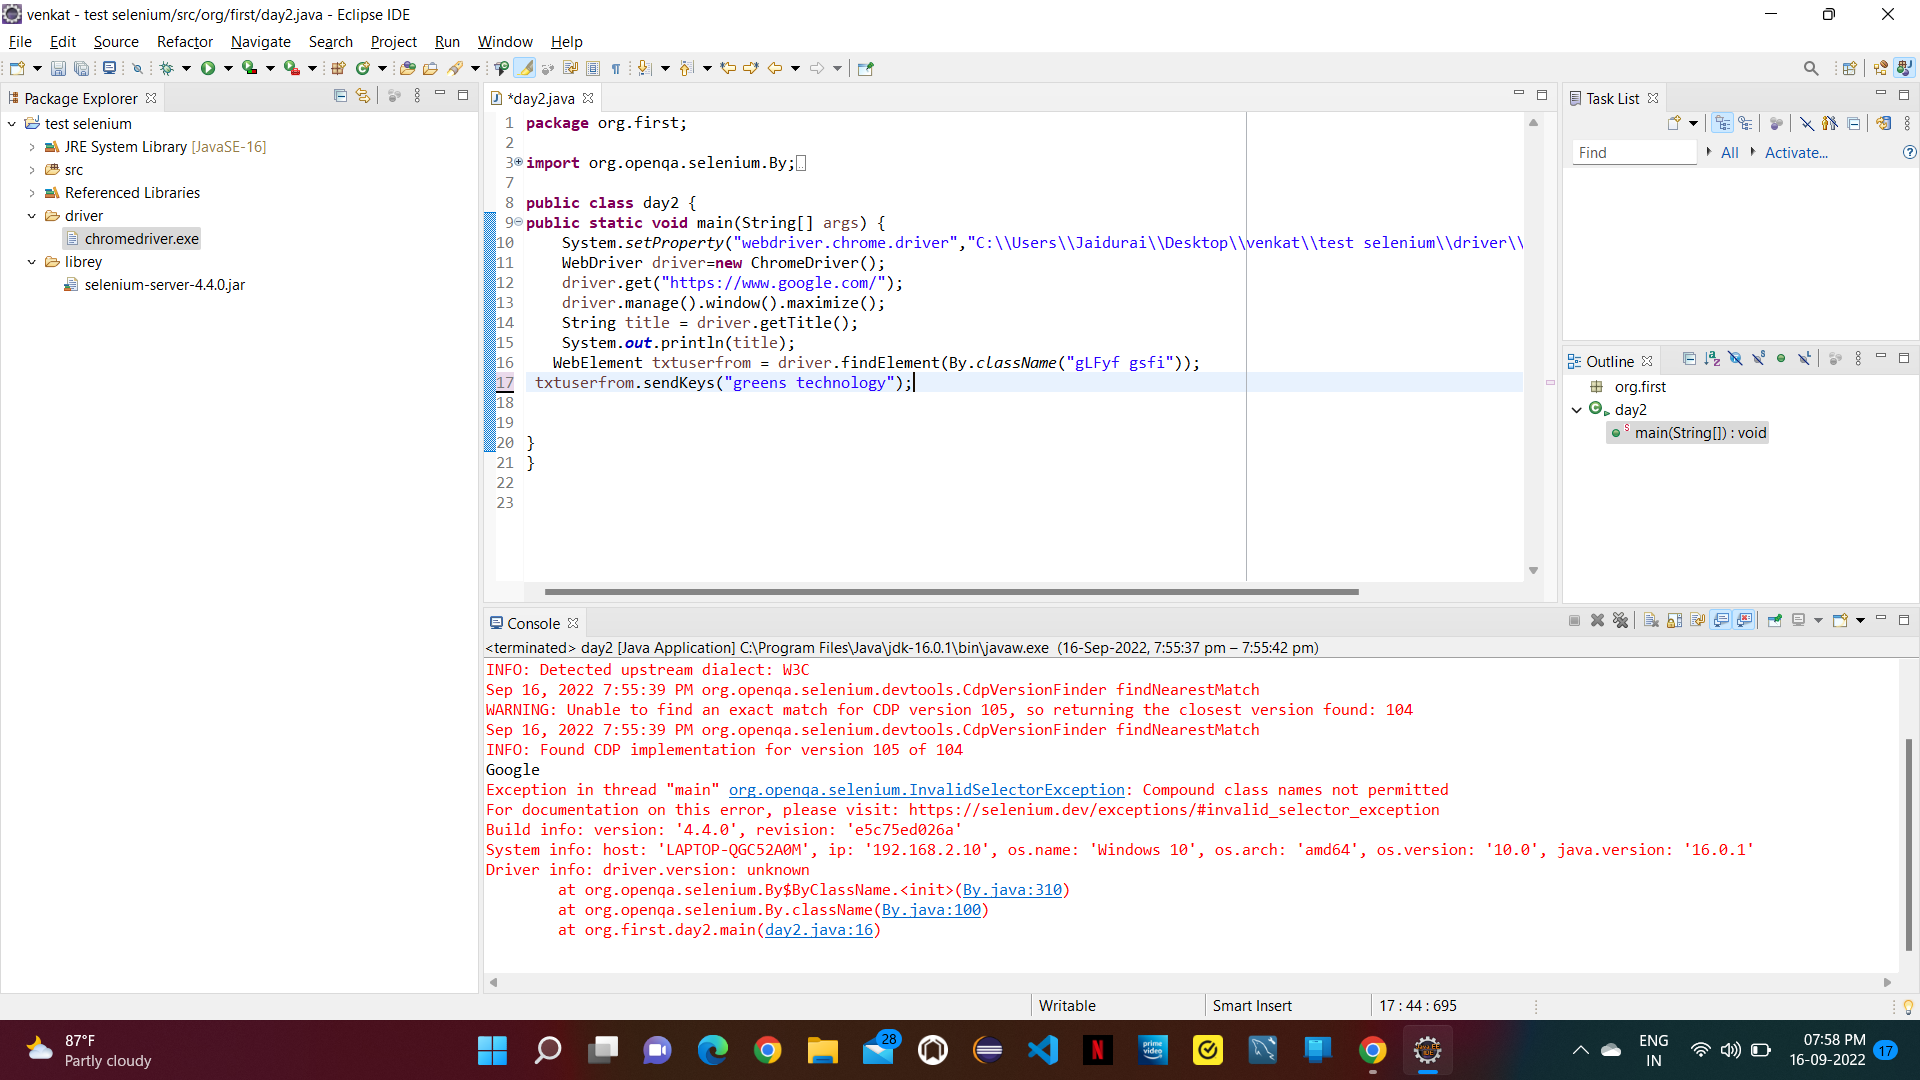 venkat - test selenium/src/org/first/day2.java - Eclipse IDE
File Edit Source Refactor Navigate Search Project Run Window Help
Package Explorer
test selenium
JRE System Library [JavaSE-16]
src
Referenced Libraries
driver
chromedriver.exe
librey
selenium-server-4.4.0.jar
*day2.java
1 package org.first;
2
3 import org.openqa.selenium.By;
7
8 public class day2 {
9 public static void main(String[] args) {
10 System.setProperty("webdriver.chrome.driver","C:\\Users\\Jaidurai\\Desktop\\venkat\\test selenium\\driver\\
11 WebDriver driver=new ChromeDriver();
12 driver.get("https://www.google.com/");
13 driver.manage().window().maximize();
14 String title = driver.getTitle();
15 System.out.println(title);
16 WebElement txtuserfrom = driver.findElement(By.className("gLFyf gsfi"));
17 txtuserfrom.sendKeys("greens technology");
18
19
20 }
21 }
22
23
Task List
Find All Activate...
Outline
org.first
day2
main(String[]) : void
Console
<terminated> day2 [Java Application] C:\Program Files\Java\jdk-16.0.1\bin\javaw.exe (16-Sep-2022, 7:55:37 pm – 7:55:42 pm)
INFO: Detected upstream dialect: W3C
Sep 16, 2022 7:55:39 PM org.openqa.selenium.devtools.CdpVersionFinder findNearestMatch
WARNING: Unable to find an exact match for CDP version 105, so returning the closest version found: 104
Sep 16, 2022 7:55:39 PM org.openqa.selenium.devtools.CdpVersionFinder findNearestMatch
INFO: Found CDP implementation for version 105 of 104
Google
Exception in thread "main" org.openqa.selenium.InvalidSelectorException: Compound class names not permitted
For documentation on this error, please visit: https://selenium.dev/exceptions/#invalid_selector_exception
Build info: version: '4.4.0', revision: 'e5c75ed026a'
System info: host: 'LAPTOP-QGC52A0M', ip: '192.168.2.10', os.name: 'Windows 10', os.arch: 'amd64', os.version: '10.0', java.version: '16.0.1'
Driver info: driver.version: unknown
at org.openqa.selenium.By$ByClassName.<init>(By.java:310)
at org.openqa.selenium.By.className(By.java:100)
at org.first.day2.main(day2.java:16)
Writable Smart Insert 17 : 44 : 695
87°F
Partly cloudy
28
prime video
ENG
IN
07:58 PM
16-09-2022
17